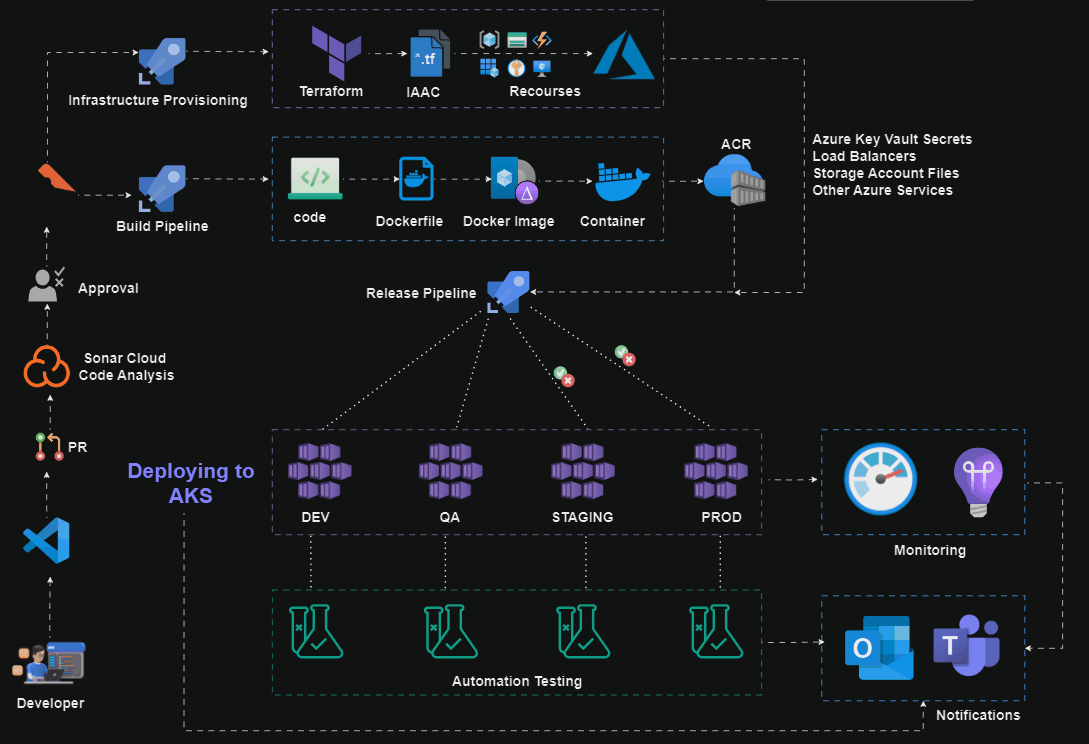 Infrastructure Provisioning
*.tf
Terraform
IAAC
Recourses
Azure Key Vault Secrets
Load Balancers
Storage Account Files
Other Azure Services
ACR
Build Pipeline
</>
code
Dockerfile
Docker Image
Container
Release Pipeline
Approval
Sonar Cloud
Code Analysis
PR
Deploying to
AKS
DEV
QA
STAGING
PROD
Monitoring
Automation Testing
O
T
Notifications
Developer